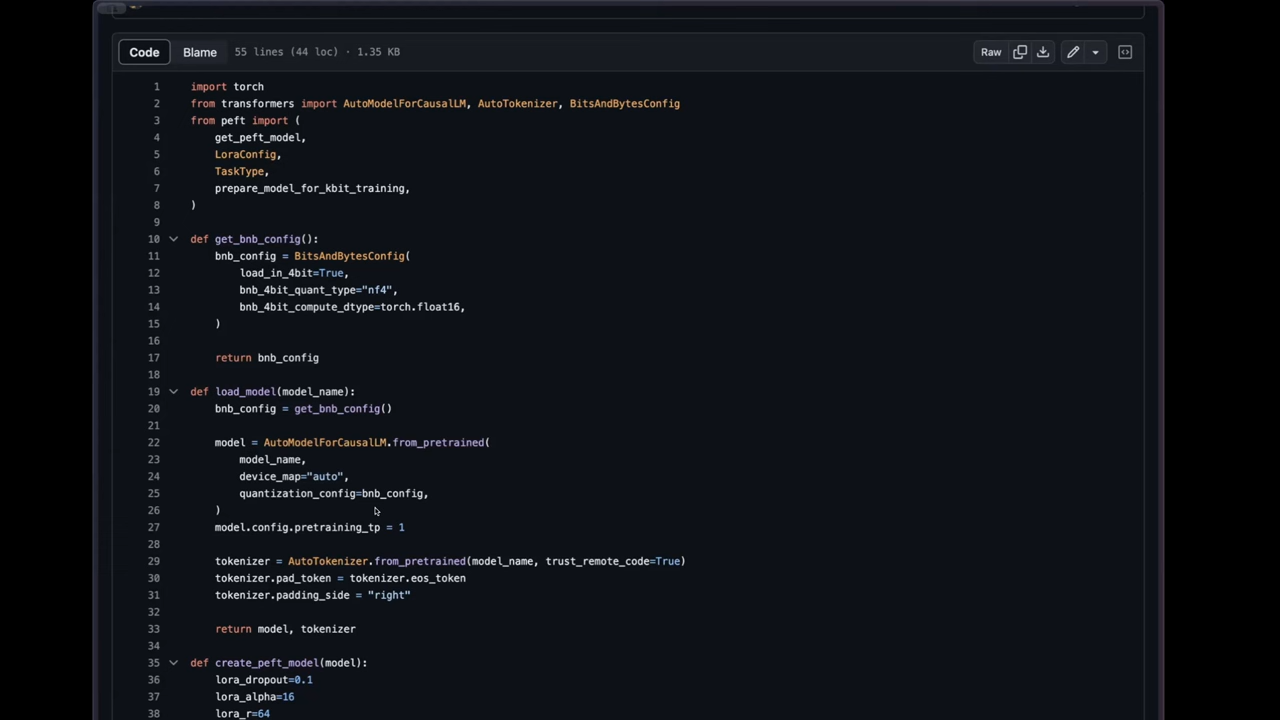 Code Blame 55 lines (44 loc) · 1.35 KB Raw
1 import torch
2 from transformers import AutoModelForCausalLM, AutoTokenizer, BitsAndBytesConfig
3 from peft import (
4     get_peft_model,
5     LoraConfig,
6     TaskType,
7     prepare_model_for_kbit_training,
8 )
9
10 def get_bnb_config():
11     bnb_config = BitsAndBytesConfig(
12         load_in_4bit=True,
13         bnb_4bit_quant_type="nf4",
14         bnb_4bit_compute_dtype=torch.float16,
15     )
16
17     return bnb_config
18
19 def load_model(model_name):
20     bnb_config = get_bnb_config()
21
22     model = AutoModelForCausalLM.from_pretrained(
23         model_name,
24         device_map="auto",
25         quantization_config=bnb_config,
26     )
27     model.config.pretraining_tp = 1
28
29     tokenizer = AutoTokenizer.from_pretrained(model_name, trust_remote_code=True)
30     tokenizer.pad_token = tokenizer.eos_token
31     tokenizer.padding_side = "right"
32
33     return model, tokenizer
34
35 def create_peft_model(model):
36     lora_dropout=0.1
37     lora_alpha=16
38     lora_r=64